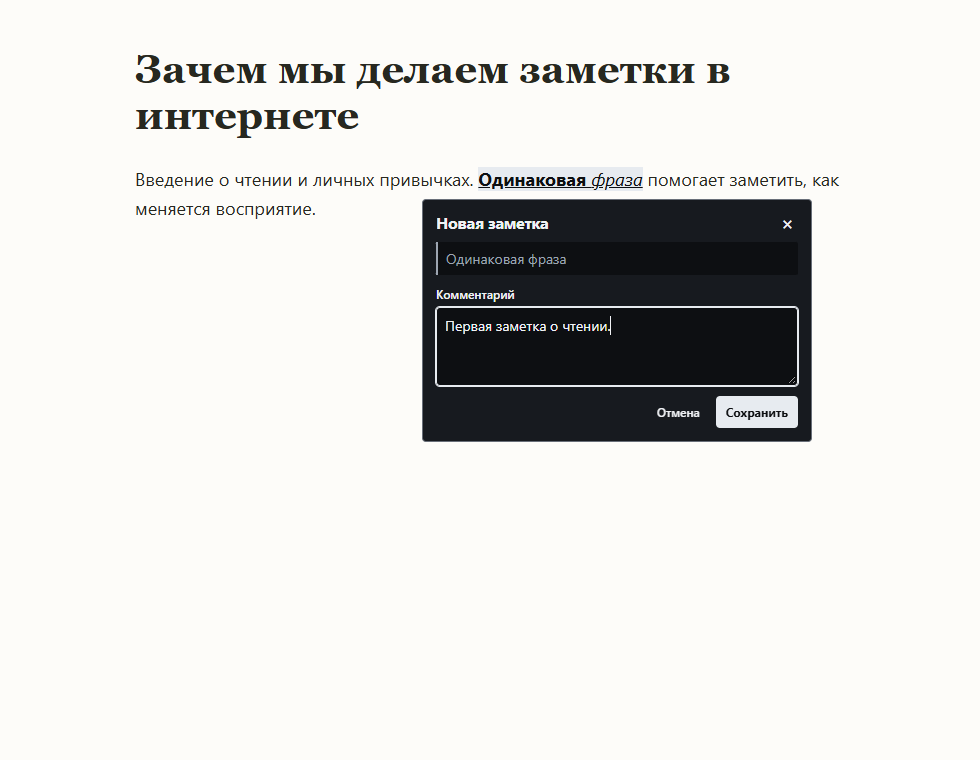 Зачем мы делаем заметки в
интернете
Введение о чтении и личных привычках. Одинаковая фраза помогает заметить, как
меняется восприятие.
Новая заметка ×
Одинаковая фраза
Комментарий
Первая заметка о чтении.
Отмена Сохранить